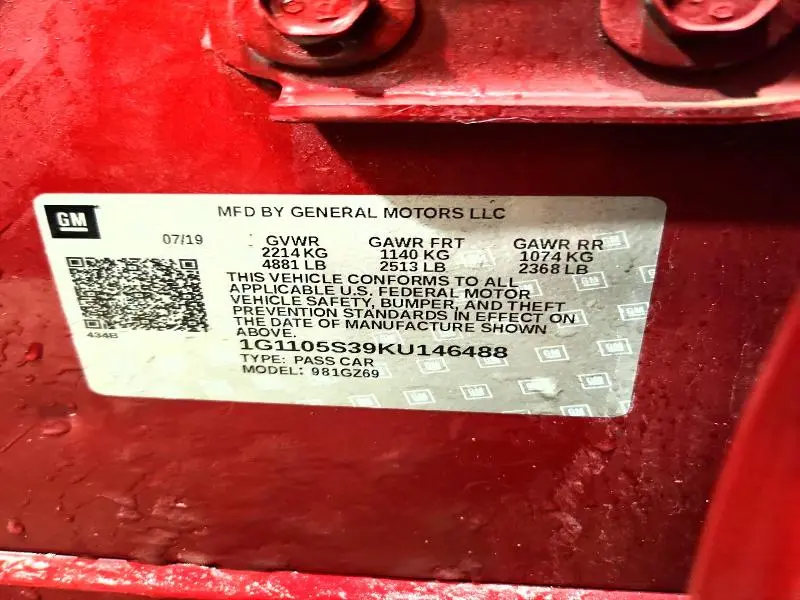 GM
MFD BY GENERAL MOTORS LLC
07/19 GVWR GAWR FRT GAWR RR
2214 KG 1140 KG 1074 KG
4881 LB 2513 LB 2368 LB
THIS VEHICLE CONFORMS TO ALL
APPLICABLE U.S. FEDERAL MOTOR
VEHICLE SAFETY, BUMPER, AND THEFT
PREVENTION STANDARDS IN EFFECT ON
THE DATE OF MANUFACTURE SHOWN
ABOVE.
434B
1G1105S39KU146488
TYPE: PASS CAR
MODEL: 981GZ69